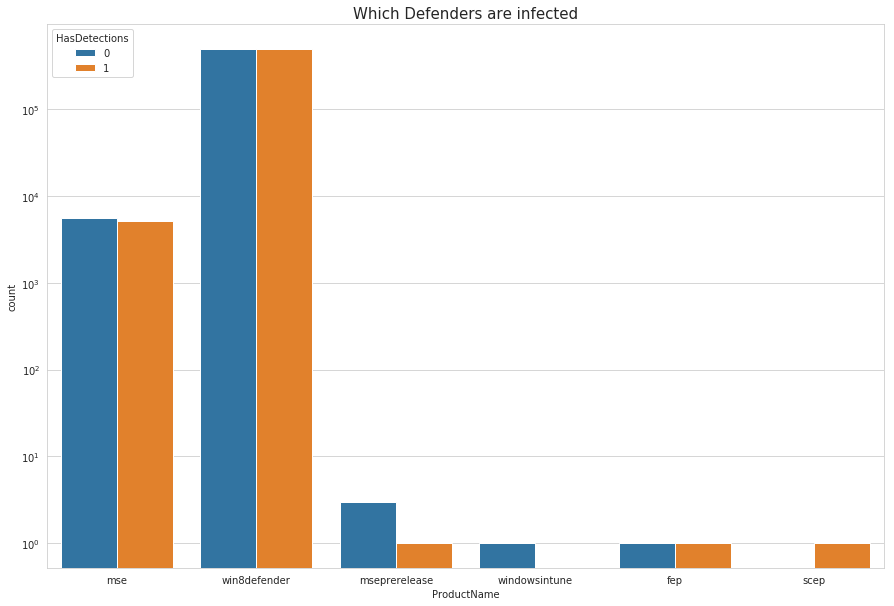 Which Defenders are infected
HasDetections
0
1
10^5
10^4
10^3
10^2
10^1
10^0
count
mse
win8defender
mseprerelease
windowsintune
fep
scep
ProductName